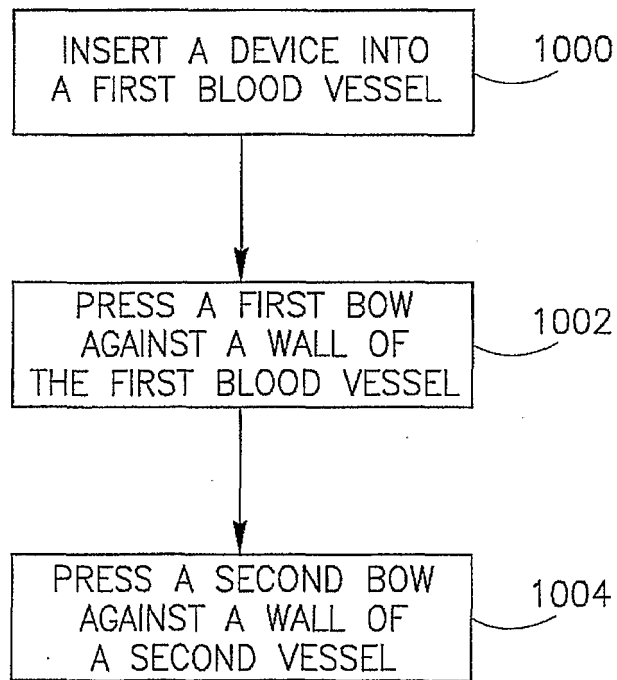 INSERT A DEVICE INTO
A FIRST BLOOD VESSEL
1000
PRESS A FIRST BOW
AGAINST A WALL OF
THE FIRST BLOOD VESSEL
1002
PRESS A SECOND BOW
AGAINST A WALL OF
A SECOND VESSEL
1004